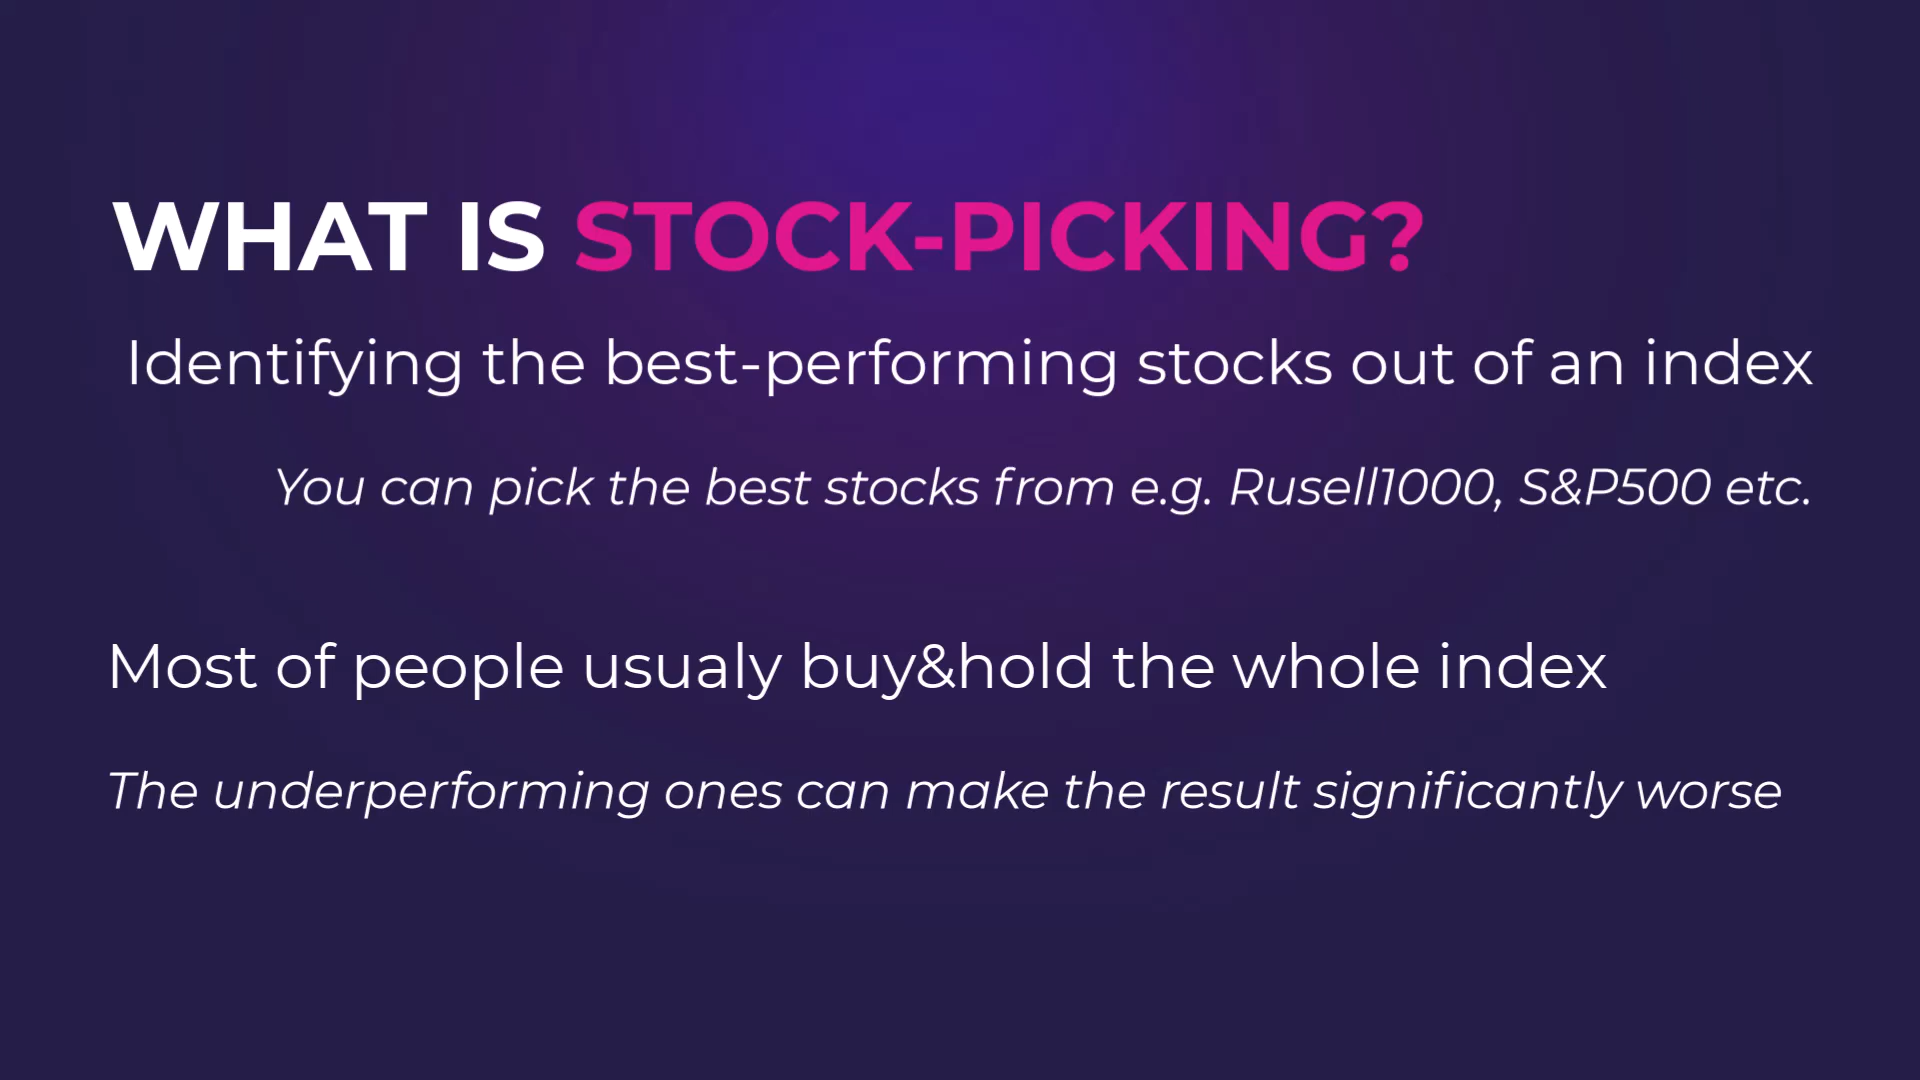 WHAT IS STOCK-PICKING?
Identifying the best-performing stocks out of an index
You can pick the best stocks from e.g. Rusell1000, S&P500 etc.
Most of people usualy buy&hold the whole index
The underperforming ones can make the result significantly worse